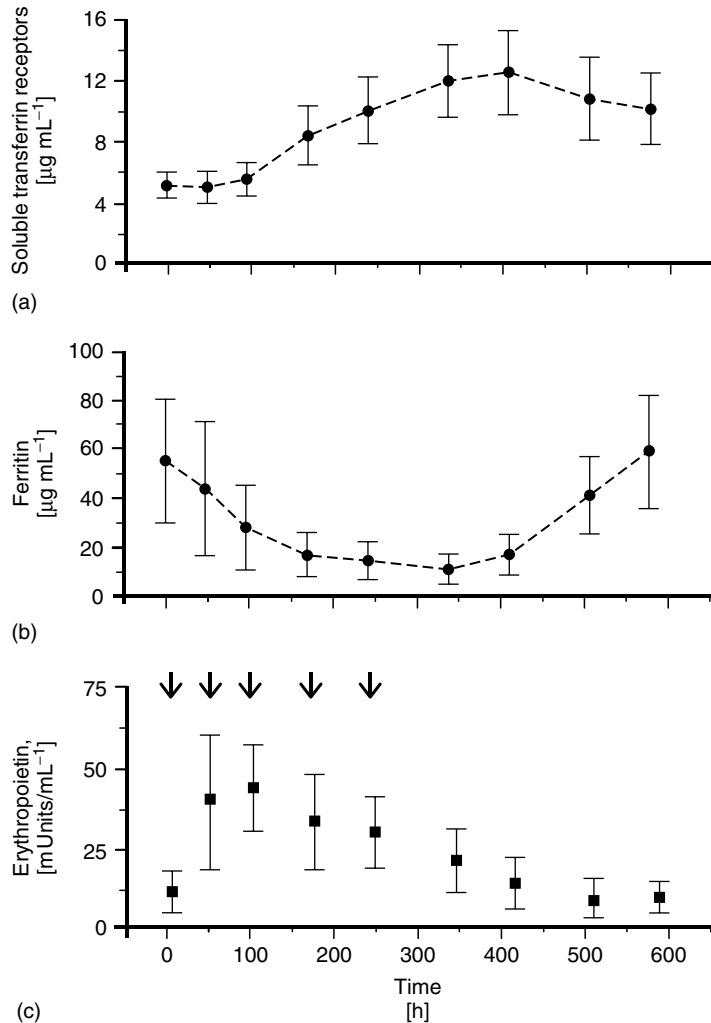 Soluble transferrin receptors
[µg mL⁻¹]
16
12
8
4
0
(a)
Ferritin
[µg mL⁻¹]
100
80
60
40
20
0
(b)
Erythropoietin,
[mUnits/mL⁻¹]
75
50
25
0
0 100 200 300 400 500 600
Time
[h]
(c)